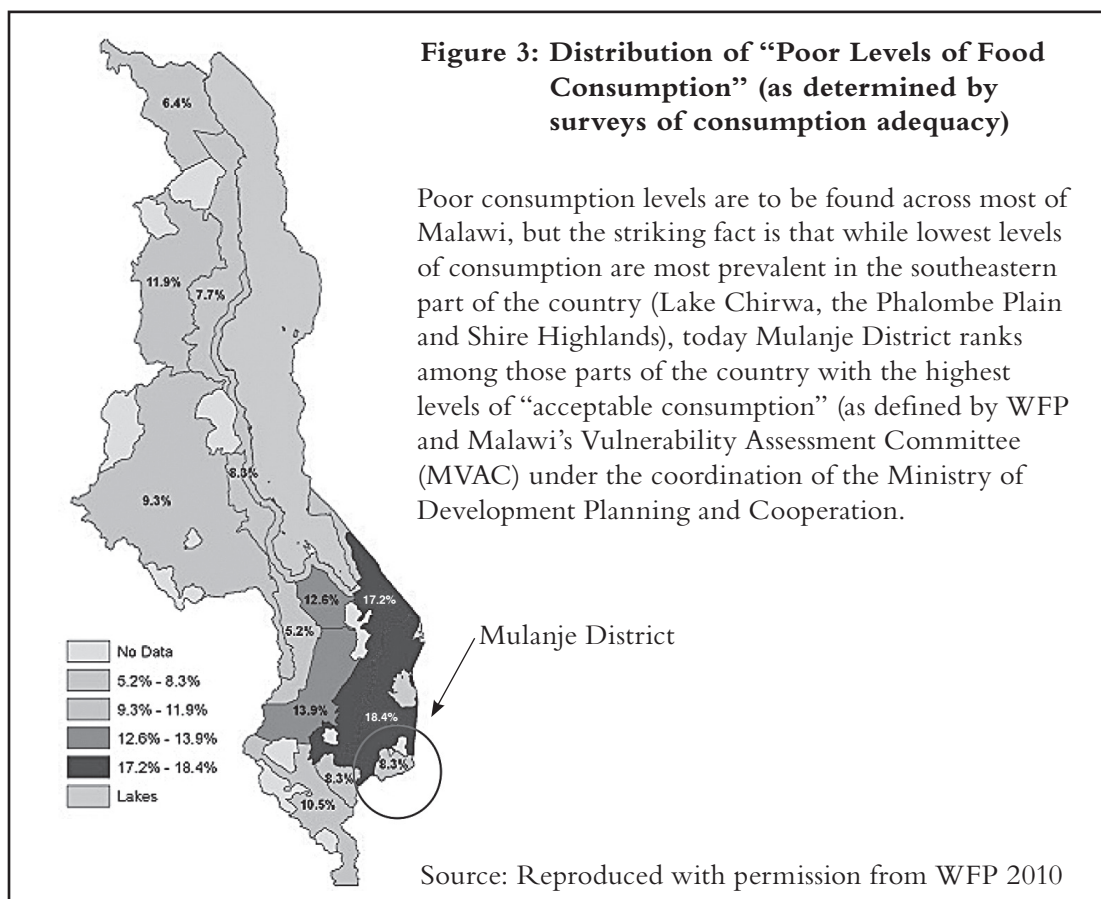 Figure 3: Distribution of “Poor Levels of Food
Consumption” (as determined by
surveys of consumption adequacy)
Poor consumption levels are to be found across most of
Malawi, but the striking fact is that while lowest levels
of consumption are most prevalent in the southeastern
part of the country (Lake Chirwa, the Phalombe Plain
and Shire Highlands), today Mulanje District ranks
among those parts of the country with the highest
levels of “acceptable consumption” (as defined by WFP
and Malawi’s Vulnerability Assessment Committee
(MVAC) under the coordination of the Ministry of
Development Planning and Cooperation.
6.4%
11.9%
7.7%
8.3%
9.3%
12.6%
17.2%
5.2%
Mulanje District
13.9%
18.4%
8.3%
8.3%
10.5%
No Data
5.2% - 8.3%
9.3% - 11.9%
12.6% - 13.9%
17.2% - 18.4%
Lakes
Source: Reproduced with permission from WFP 2010